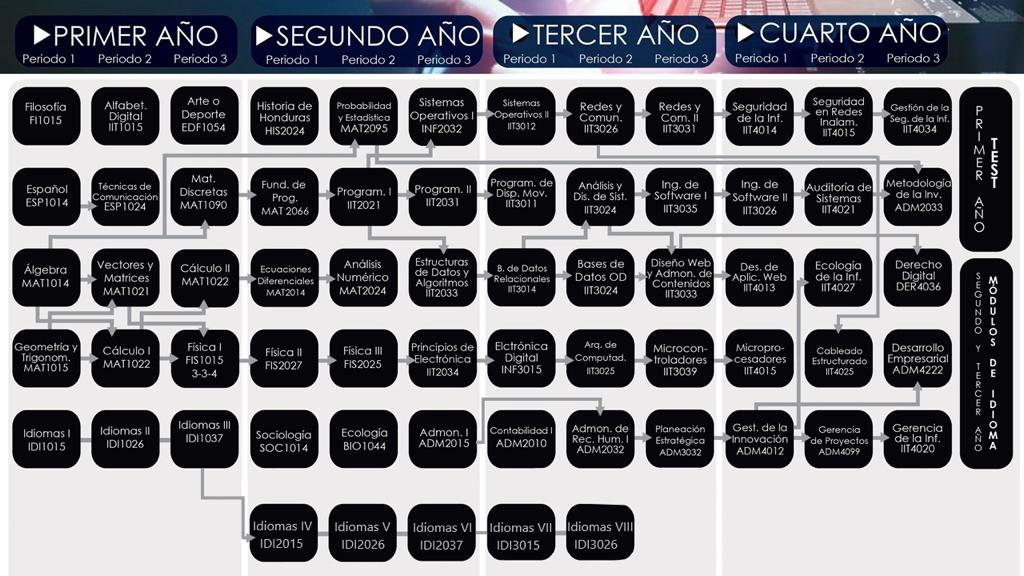 ▶PRIMER AÑO
Periodo 1 Periodo 2 Periodo 3
▶SEGUNDO AÑO
Periodo 1 Periodo 2 Periodo 3
▶TERCER AÑO
Periodo 1 Periodo 2 Periodo 3
▶CUARTO AÑO
Periodo 1 Periodo 2 Periodo 3
Filosofía
FI1015
Alfabet.
Digital
IIT1015
Arte o
Deporte
EDF1054
Historia de
Honduras
HIS2024
Probabilidad
y Estadística
MAT2095
Sistemas
Operativos I
INF2032
Sistemas
Operativos II
IIT3012
Redes y
Comun.
IIT3026
Redes y
Com. II
IIT3031
Seguridad
de la Inf.
IIT4014
Seguridad
en Redes
Inalam.
IIT4015
Gestión de la
Seg. de la Inf.
IIT4034
Español
ESP1014
Técnicas de
Comunicación
ESP1024
Mat.
Discretas
MAT1090
Fund. de
Prog.
MAT 2066
Program. I
IIT2021
Program. II
IIT2031
Program. de
Disp. Mov.
IIT3011
Análisis y
Dis. de Sist.
IIT3024
Ing. de
Software I
IIT3035
Ing. de
Software II
IIT3026
Auditoría de
Sistemas
IIT4021
Metodología
de la Inv.
ADM2033
Álgebra
MAT1014
Vectores y
Matrices
MAT1021
Cálculo II
MAT1022
Ecuaciones
Diferenciales
MAT2014
Análisis
Numérico
MAT2024
Estructuras
de Datos y
Algoritmos
IIT2033
B. de Datos
Relacionales
IIT3014
Bases de
Datos OD
IIT3024
Diseño Web
y Admon. de
Contenidos
IIT3033
Des. de
Aplic. Web
IIT4013
Ecología
de la Inf.
IIT4027
Derecho
Digital
DER4036
Geometría y
Trigonom.
MAT1015
Cálculo I
MAT1022
Física I
FIS1015
3-3-4
Física II
FIS2027
Física III
FIS2025
Principios de
Electrónica
IIT2034
Elctrónica
Digital
INF3015
Arq. de
Computad.
IIT3025
Microcon-
troladores
IIT3039
Micropro-
cesadores
IIT4015
Cableado
Estructurado
IIT4025
Desarrollo
Empresarial
ADM4222
Idiomas I
IDI1015
Idiomas II
IDI1026
Idiomas III
IDI1037
Sociología
SOC1014
Ecología
BIO1044
Admon. I
ADM2015
Contabilidad I
ADM2010
Admon. de
Rec. Hum. I
ADM2032
Planeación
Estratégica
ADM3032
Gest. de la
Innovación
ADM4012
Gerencia
de Proyectos
ADM4099
Gerencia
de la Inf.
IIT4020
Idiomas IV
IDI2015
Idiomas V
IDI2026
Idiomas VI
IDI2037
Idiomas VII
IDI3015
Idiomas VIII
IDI3026
TEST
PRIMER AÑO
MÓDULOS DE IDIOMA
SEGUNDO Y TERCER AÑO